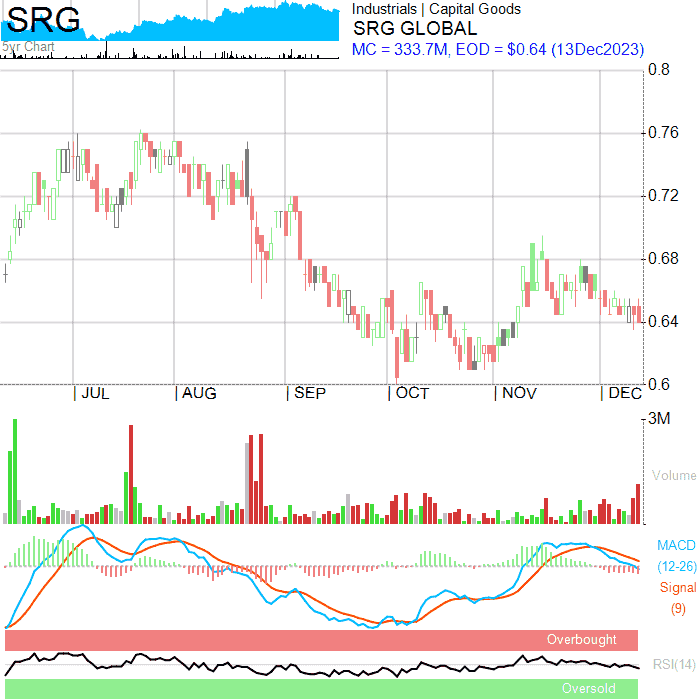 SRG
5yr Chart
Industrials | Capital Goods
SRG GLOBAL
MC = 333.7M, EOD = $0.64 (13Dec2023)
0.8
0.76
0.72
0.68
0.64
0.6
| JUL | AUG | SEP | OCT | NOV | DEC
3M
Volume
MACD
(12-26)
Signal
(9)
Overbought
RSI(14)
Oversold